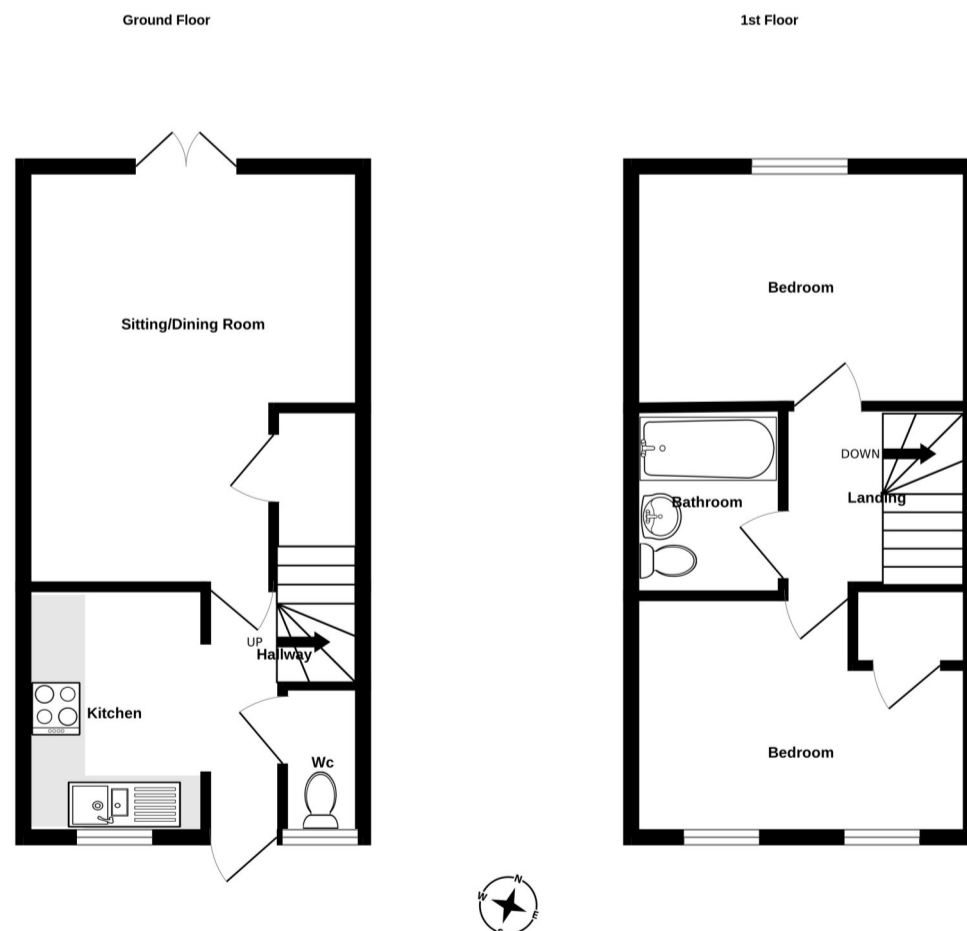 Ground Floor
1st Floor
Sitting/Dining Room
Bedroom
DOWN
Landing
Bathroom
UP
Hallway
Kitchen
Wc
Bedroom
N
W
E
S